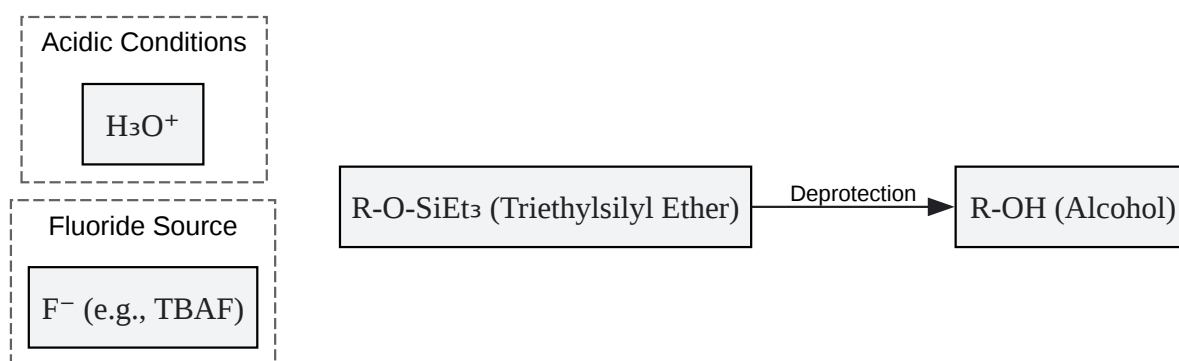 Acidic Conditions
H₃O⁺
Fluoride Source
F⁻ (e.g., TBAF)
R-O-SiEt₃ (Triethylsilyl Ether)
Deprotection
R-OH (Alcohol)